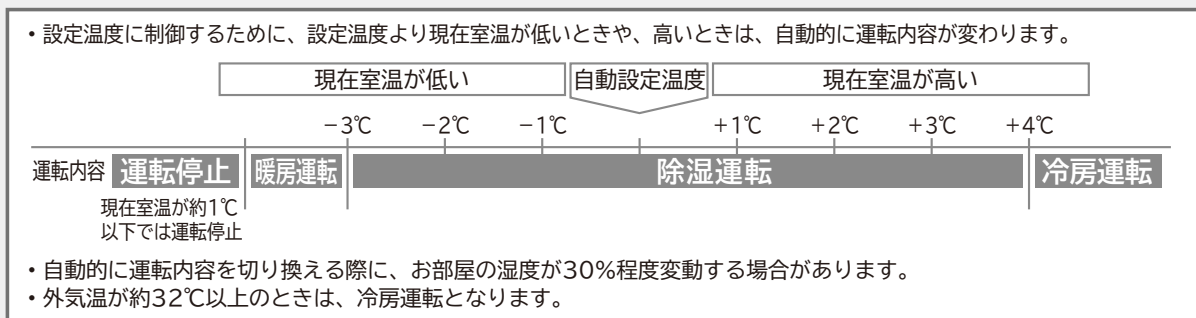 ・設定温度に制御するために、設定温度より現在室温が低いときや、高いときは、自動的に運転内容が変わります。
現在室温が低い 自動設定温度 現在室温が高い
－3℃ －2℃ －1℃ ＋1℃ ＋2℃ ＋3℃ ＋4℃
運転内容 運転停止 暖房運転 除湿運転 冷房運転
現在室温が約1℃
以下では運転停止
・自動的に運転内容を切り換える際に、お部屋の湿度が30%程度変動する場合があります。
・外気温が約32℃以上のときは、冷房運転となります。